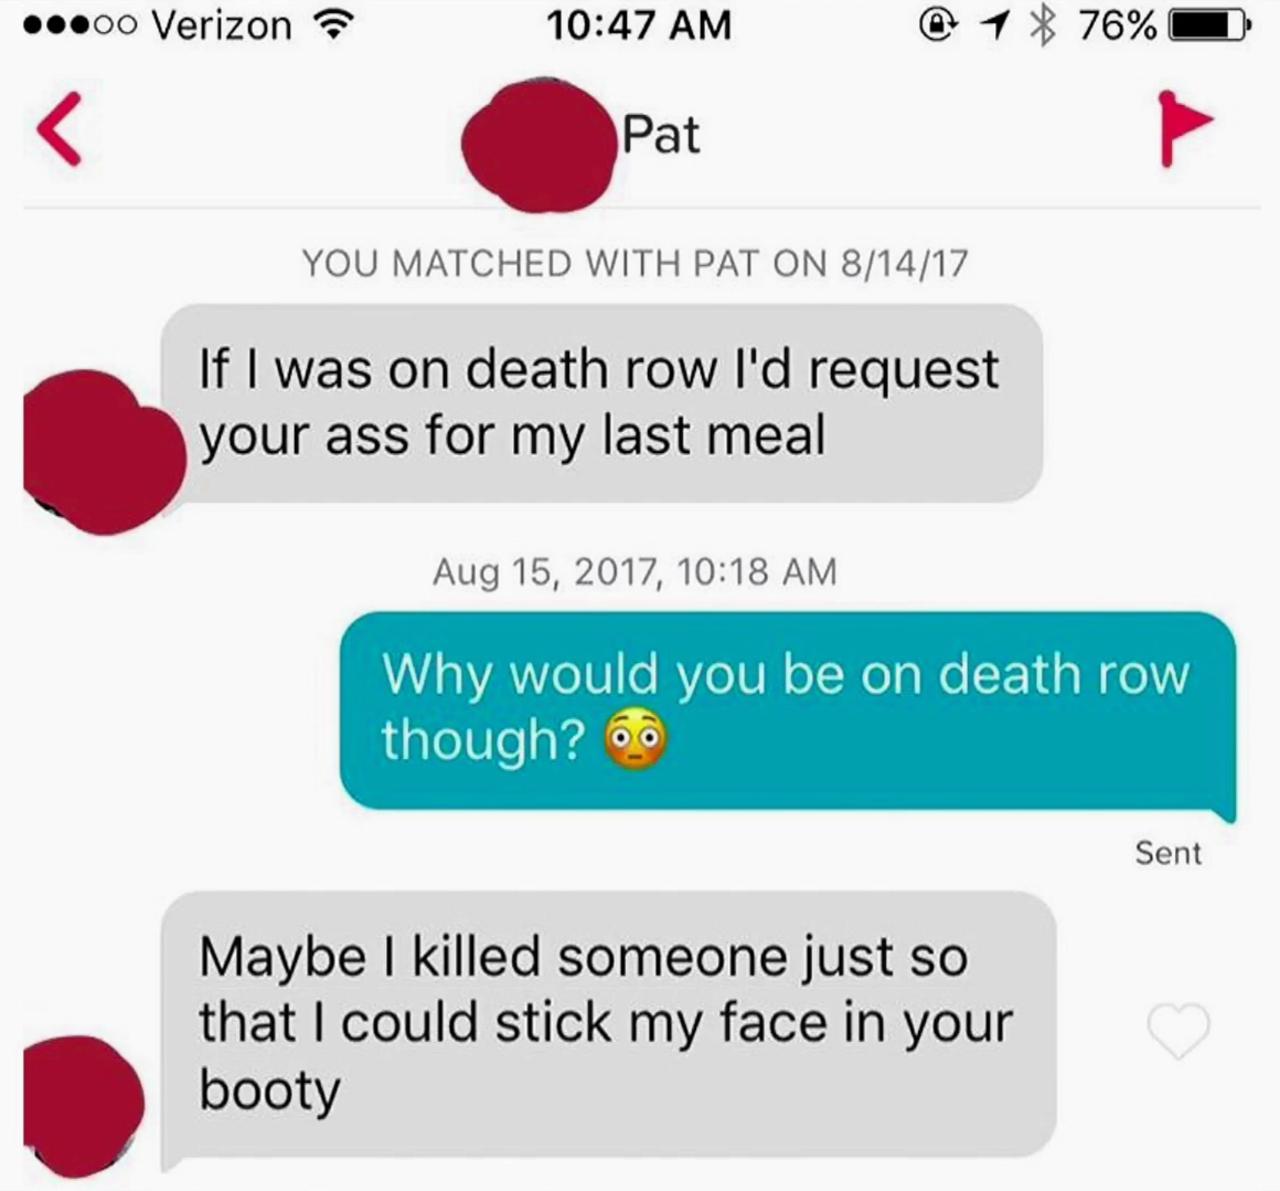 Verizon 10:47 AM 76%
Pat
YOU MATCHED WITH PAT ON 8/14/17
If I was on death row I'd request
your ass for my last meal
Aug 15, 2017, 10:18 AM
Why would you be on death row
though? 😳
Sent
Maybe I killed someone just so
that I could stick my face in your
booty